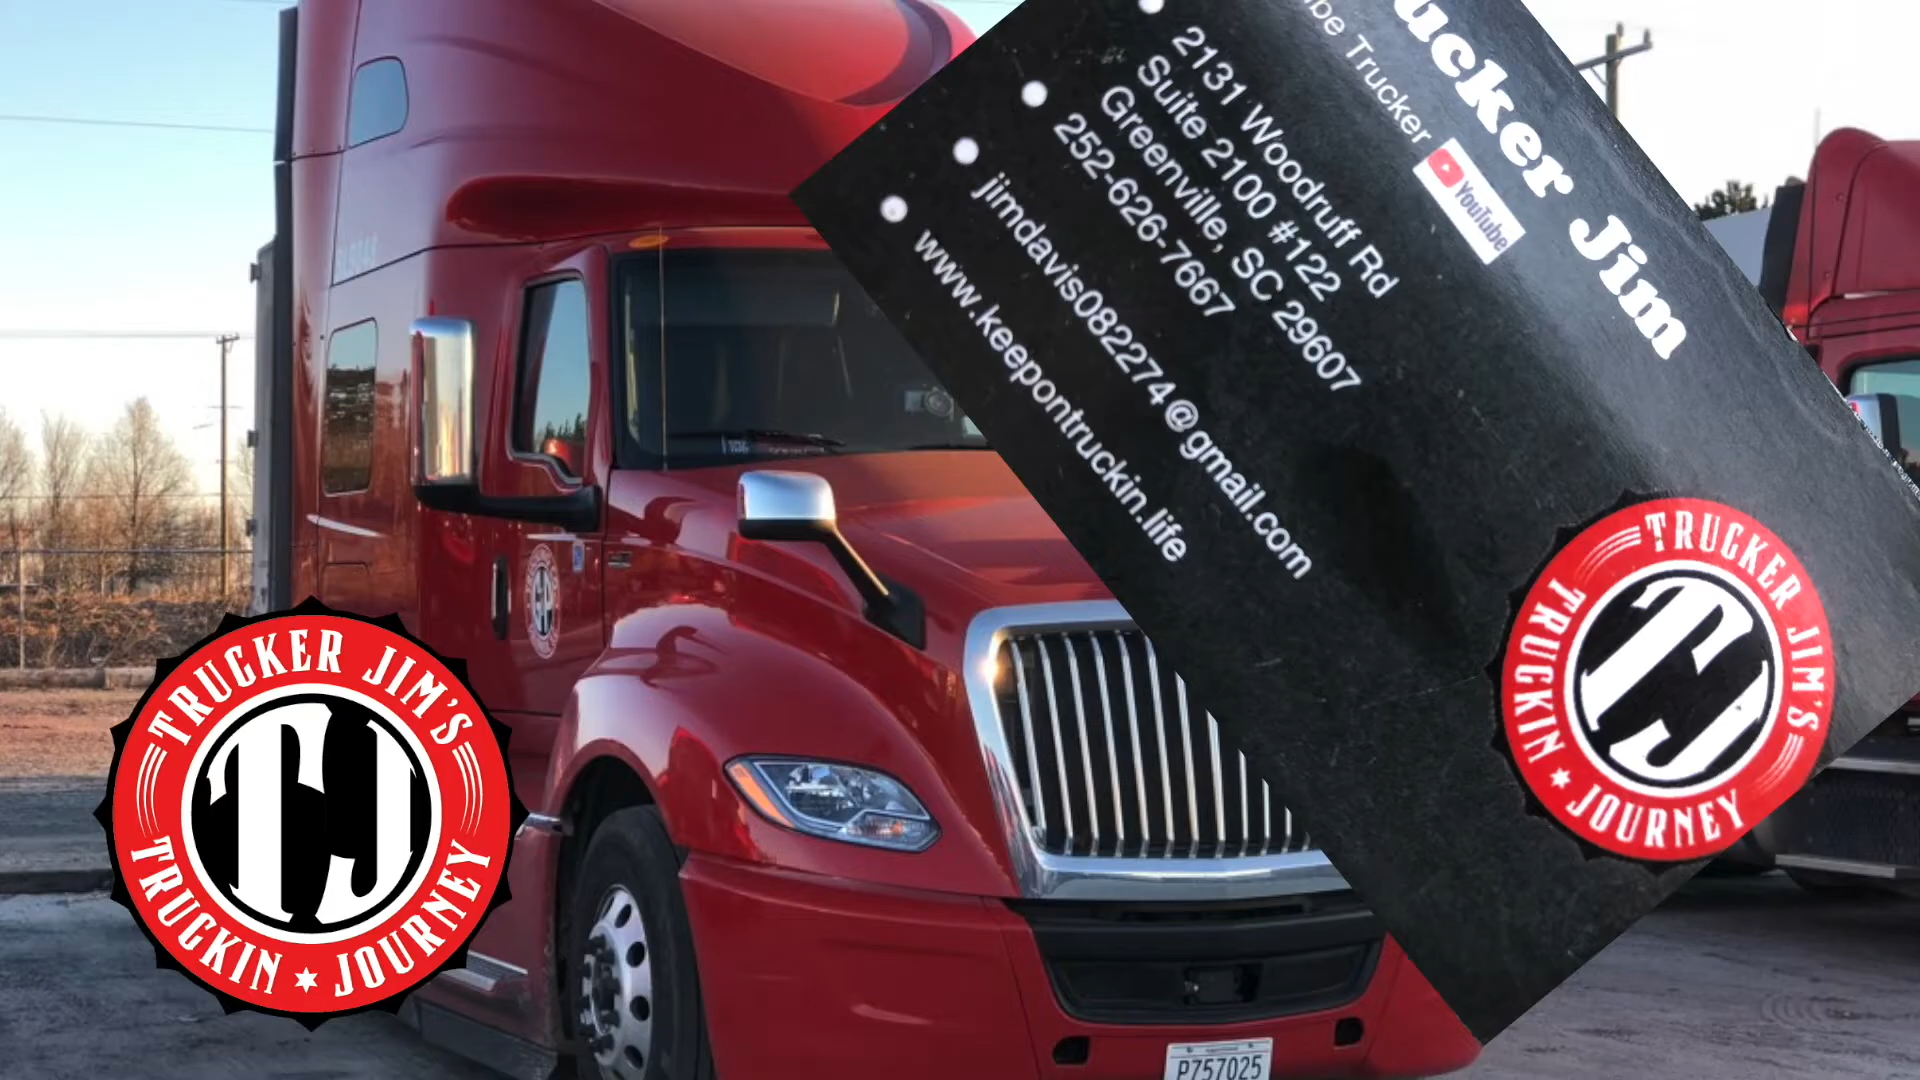 ucker Jim
be Trucker YouTube
2131 Woodruff Rd
Suite 2100 #122
Greenville, SC 29607
252-626-7667
jimdavis082274@gmail.com
www.keepontruckin.life
TRUCKER JIM'S
TJ
TRUCKIN JOURNEY
TRUCKER JIM'S
TJ
TRUCKIN JOURNEY
P757025